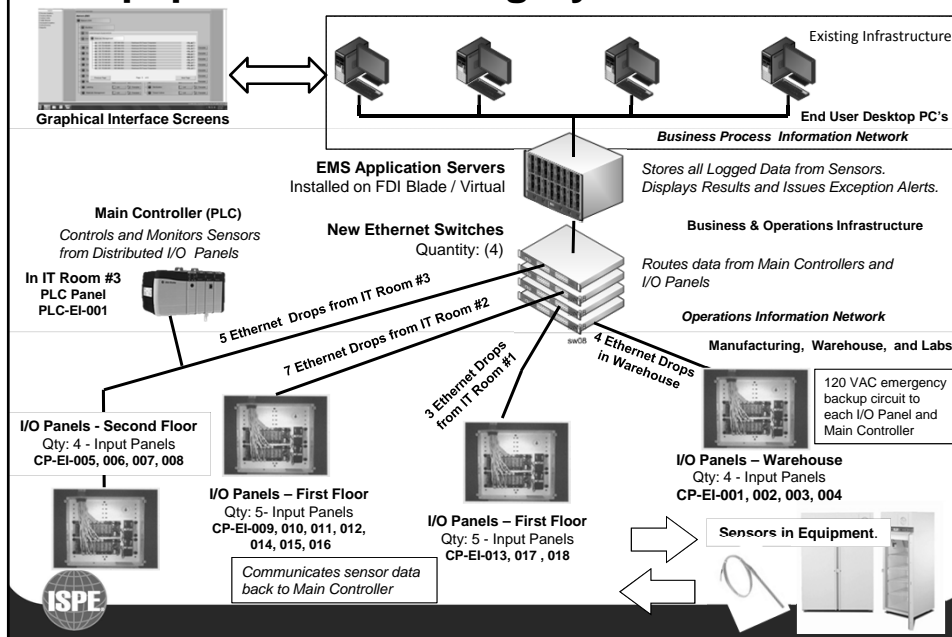 Existing Infrastructure
Graphical Interface Screens
End User Desktop PC's
Business Process Information Network
EMS Application Servers
Installed on FDI Blade / Virtual
Stores all Logged Data from Sensors.
Displays Results and Issues Exception Alerts.
Main Controller (PLC)
Controls and Monitors Sensors
from Distributed I/O Panels
New Ethernet Switches
Quantity: (4)
Business & Operations Infrastructure
In IT Room #3
PLC Panel
PLC-EI-001
Routes data from Main Controllers and
I/O Panels
5 Ethernet Drops from IT Room #3
7 Ethernet Drops from IT Room #2
3 Ethernet Drops
from IT Room #1
4 Ethernet Drops
in Warehouse
sw08
Operations Information Network
Manufacturing, Warehouse, and Labs
120 VAC emergency
backup circuit to
each I/O Panel and
Main Controller
I/O Panels - Second Floor
Qty: 4 - Input Panels
CP-EI-005, 006, 007, 008
I/O Panels – First Floor
Qty: 5- Input Panels
CP-EI-009, 010, 011, 012,
014, 015, 016
I/O Panels – First Floor
Qty: 5 - Input Panels
CP-EI-013, 017 , 018
I/O Panels – Warehouse
Qty: 4 - Input Panels
CP-EI-001, 002, 003, 004
Sensors in Equipment.
Communicates sensor data
back to Main Controller
ISPE